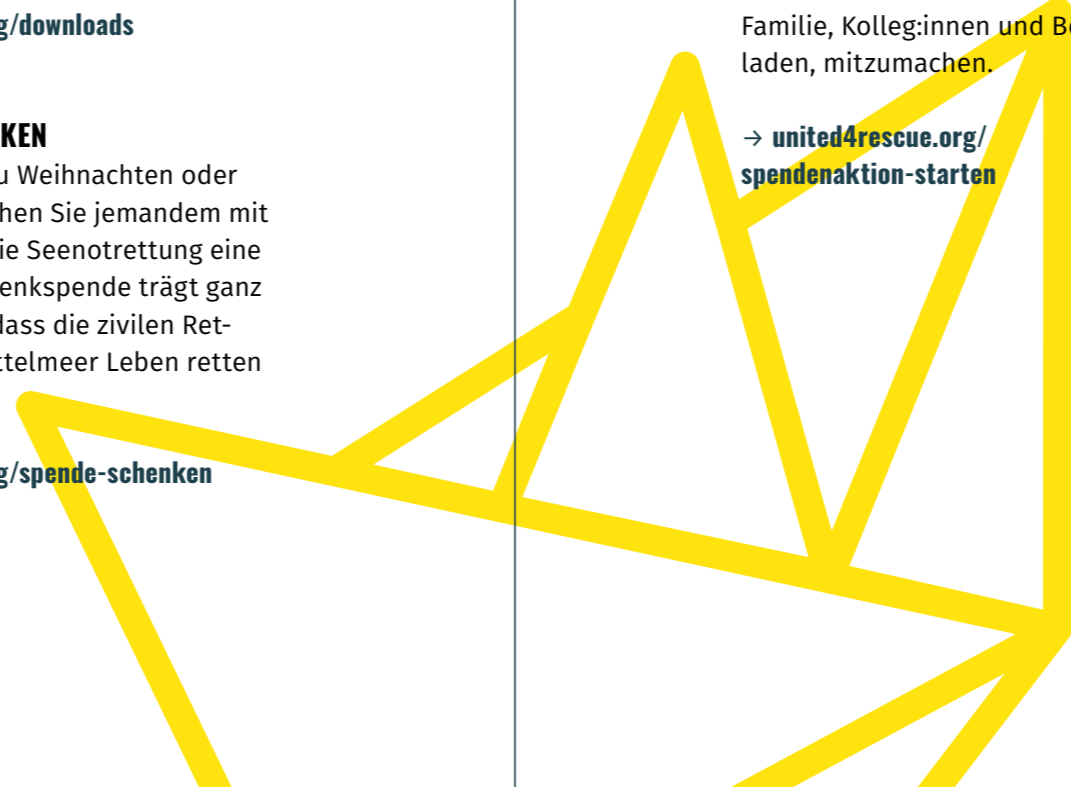 g/downloads
KEN
u Weihnachten oder
hen Sie jemandem mit
ie Seenotrettung eine
enkspende trägt ganz
dass die zivilen Ret-
ttelmeer Leben retten
g/spende-schenken
Familie, Kolleg:innen und Be
laden, mitzumachen.
→ united4rescue.org/
spendenaktion-starten